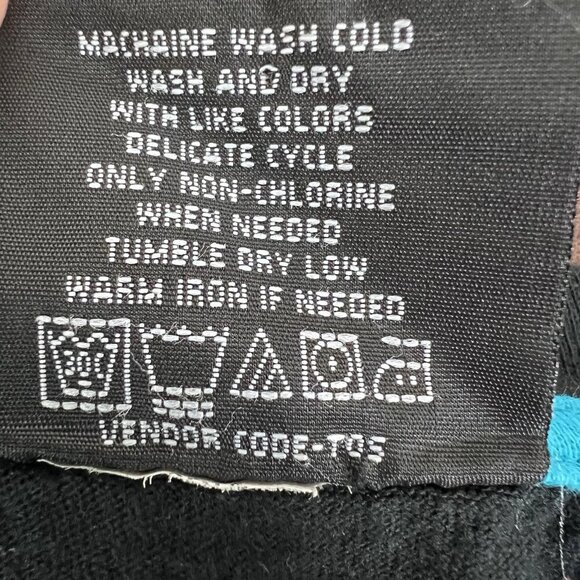 MACHAINE WASH COLD
WASH AND DRY
WITH LIKE COLORS
DELICATE CYCLE
ONLY NON-CHLORINE
WHEN NEEDED
TUMBLE DRY LOW
WARM IRON IF NEEDED
VENDOR CODE-TOS